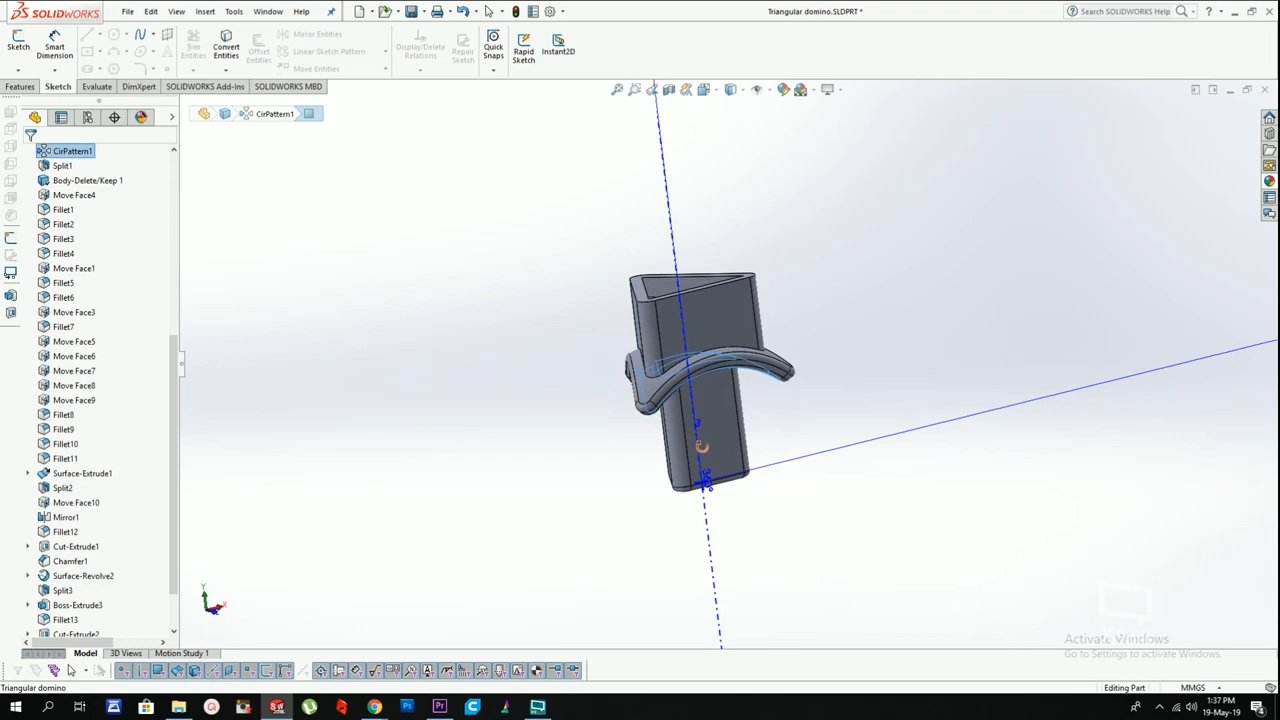 SOLIDWORKS
File Edit View Insert Tools Window Help
Triangular domino.SLDPRT *
Search SOLIDWORKS Help
Sketch
Smart Dimension
Trim Entities
Convert Entities
Offset Entities
Mirror Entities
Linear Sketch Pattern
Move Entities
Display/Delete Relations
Repair Sketch
Quick Snaps
Rapid Sketch
Instant2D
Features Sketch Evaluate DimXpert SOLIDWORKS Add-Ins SOLIDWORKS MBD
CirPattern1
CirPattern1
Split1
Body-Delete/Keep 1
Move Face4
Fillet1
Fillet2
Fillet3
Fillet4
Move Face1
Fillet5
Fillet6
Move Face3
Fillet7
Move Face5
Move Face6
Move Face7
Move Face8
Move Face9
Fillet8
Fillet9
Fillet10
Fillet11
Surface-Extrude1
Split2
Move Face10
Mirror1
Fillet12
Cut-Extrude1
Chamfer1
Surface-Revolve2
Split3
Boss-Extrude3
Fillet13
Cut-Extrude2
3
360°
Y
X
Activate Windows
Go to Settings to activate Windows.
Model 3D Views Motion Study 1
Triangular domino
Editing Part
MMGS
1:37 PM
19-May-19